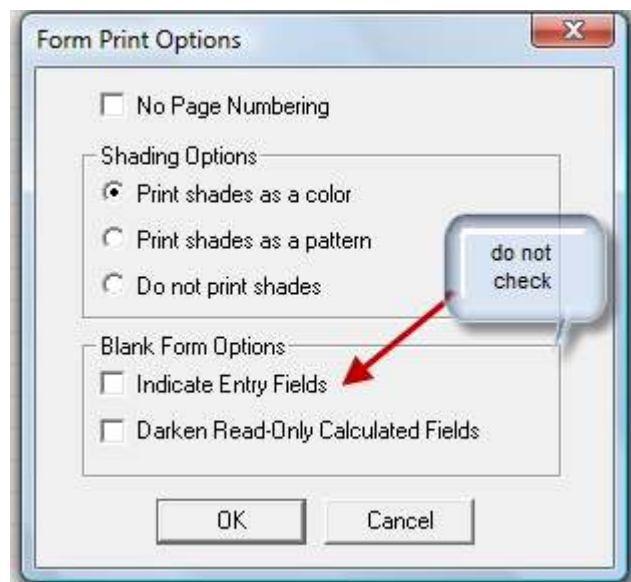 Form Print Options
No Page Numbering
Shading Options
Print shades as a color
Print shades as a pattern
Do not print shades
do not
check
Blank Form Options
Indicate Entry Fields
Darken Read-Only Calculated Fields
OK
Cancel